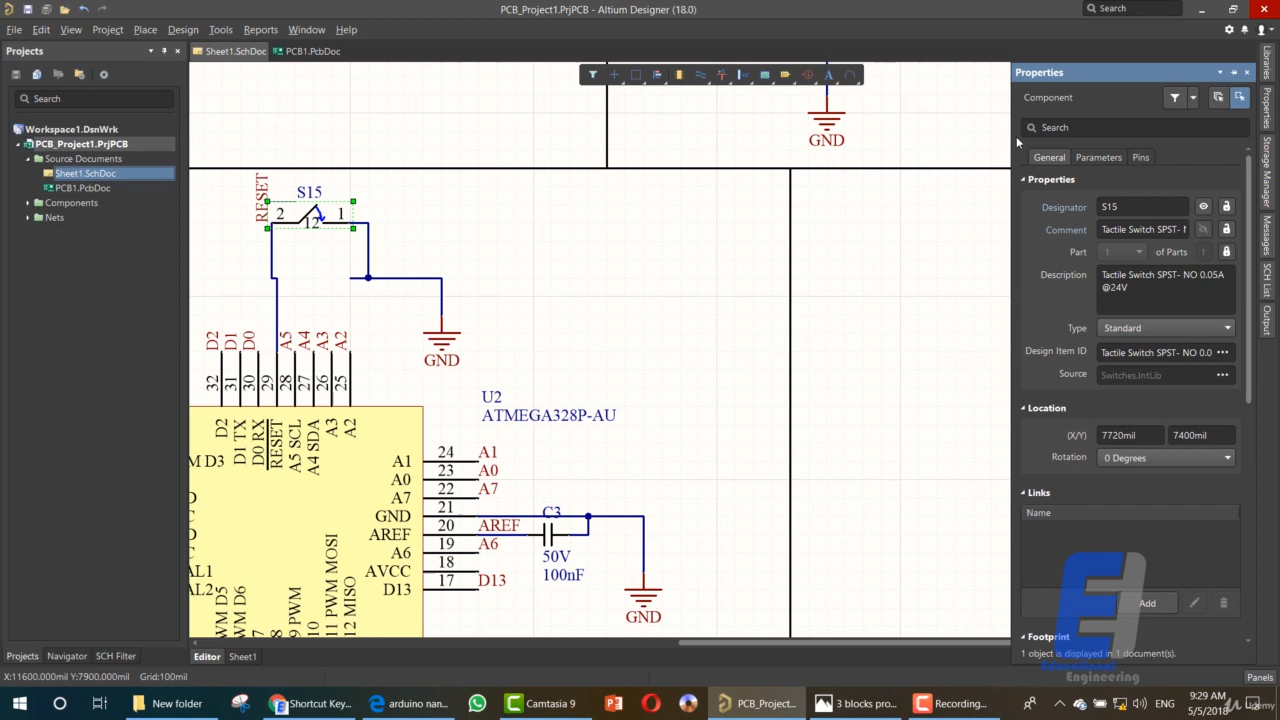 PCB_Project1.PrjPCB - Altium Designer (18.0)
Search
File Edit View Project Place Design Tools Reports Window Help
Projects
Sheet1.SchDoc
PCB1.PcbDoc
Search
Workspace1.DsnWrk
PCB_Project1.PrjPCB
Source Documents
Sheet1.SchDoc
PCB1.PcbDoc
Components
Nets
GND
RESET
S15
2
1
12
GND
D2
D1
D0
A5
A4
A3
A2
32
31
30
29
28
27
26
25
D2
D1 TX
D0 RX
RESET
A5 SCL
A4 SDA
A3
A2
U2
ATMEGA328P-AU
M D3
A1 24 A1
A0 23 A0
A7 22 A7
GND 21
AREF 20 AREF
A6 19 A6
AVCC 18
D13 17 D13
C3
50V
100nF
GND
AL1
AL2
WM D5
WM D6
7
8
9 PWM
10
11 PWM MOSI
12 MISO
Properties
Component
Search
General Parameters Pins
Properties
Designator S15
Comment Tactile Switch SPST- N
Part 1 of Parts 1
Description Tactile Switch SPST- NO 0.05A
@24V
Type Standard
Design Item ID Tactile Switch SPST- NO 0.0
Source Switches.IntLib
Location
(X/Y) 7720mil 7400mil
Rotation 0 Degrees
Links
Name
Add
Footprint
1 object is displayed in 1 document(s)
Libraries
Properties
Storage Manager
Messages
SCH List
Output
Projects Navigator SCH Filter
Editor Sheet1
X:11600.000mil Y:7900.000mil Grid:100mil
Panels
Engineering
New folder
Shortcut Key...
arduino nan...
Camtasia 9
PCB_Project...
3 blocks pro...
Recording...
ENG
9:29 AM
5/5/2018
Udemy